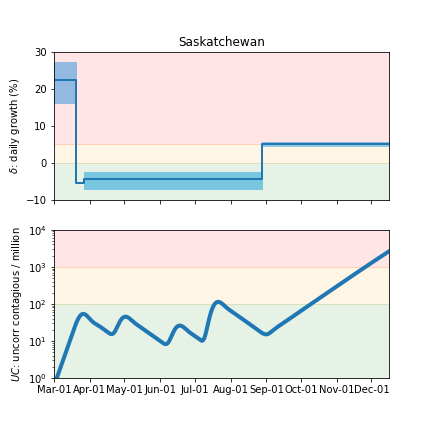 Saskatchewan
30
20
10
0
−10
δ: daily growth (%)
10⁴
10³
10²
10¹
10⁰
UC: uncorr contagious / million
Mar-01 Apr-01 May-01 Jun-01 Jul-01 Aug-01 Sep-01 Oct-01 Nov-01 Dec-01